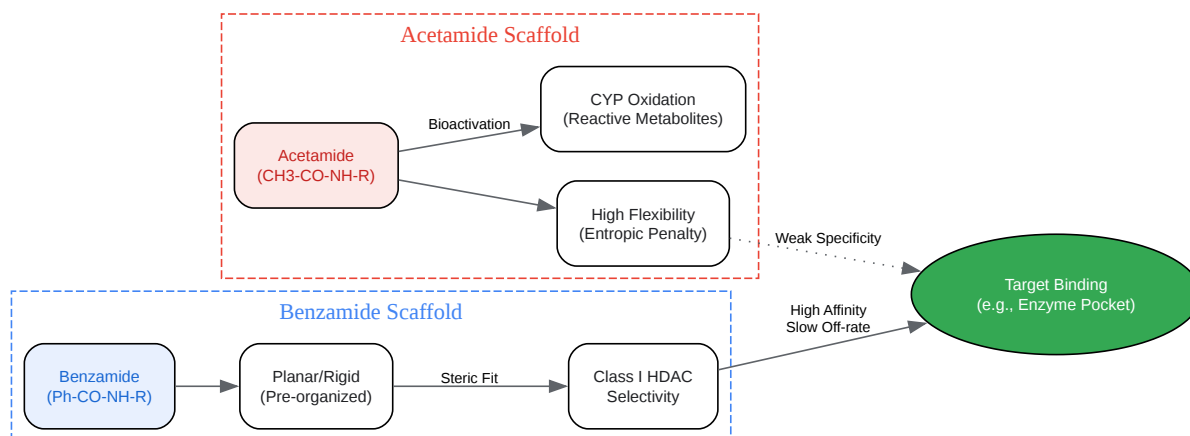 Acetamide Scaffold
CYP Oxidation
(Reactive Metabolites)
Bioactivation
Acetamide
(CH3-CO-NH-R)
High Flexibility
(Entropic Penalty)
Weak Specificity
Target Binding
(e.g., Enzyme Pocket)
Benzamide Scaffold
High Affinity
Slow Off-rate
Benzamide
(Ph-CO-NH-R)
Planar/Rigid
(Pre-organized)
Steric Fit
Class I HDAC
Selectivity